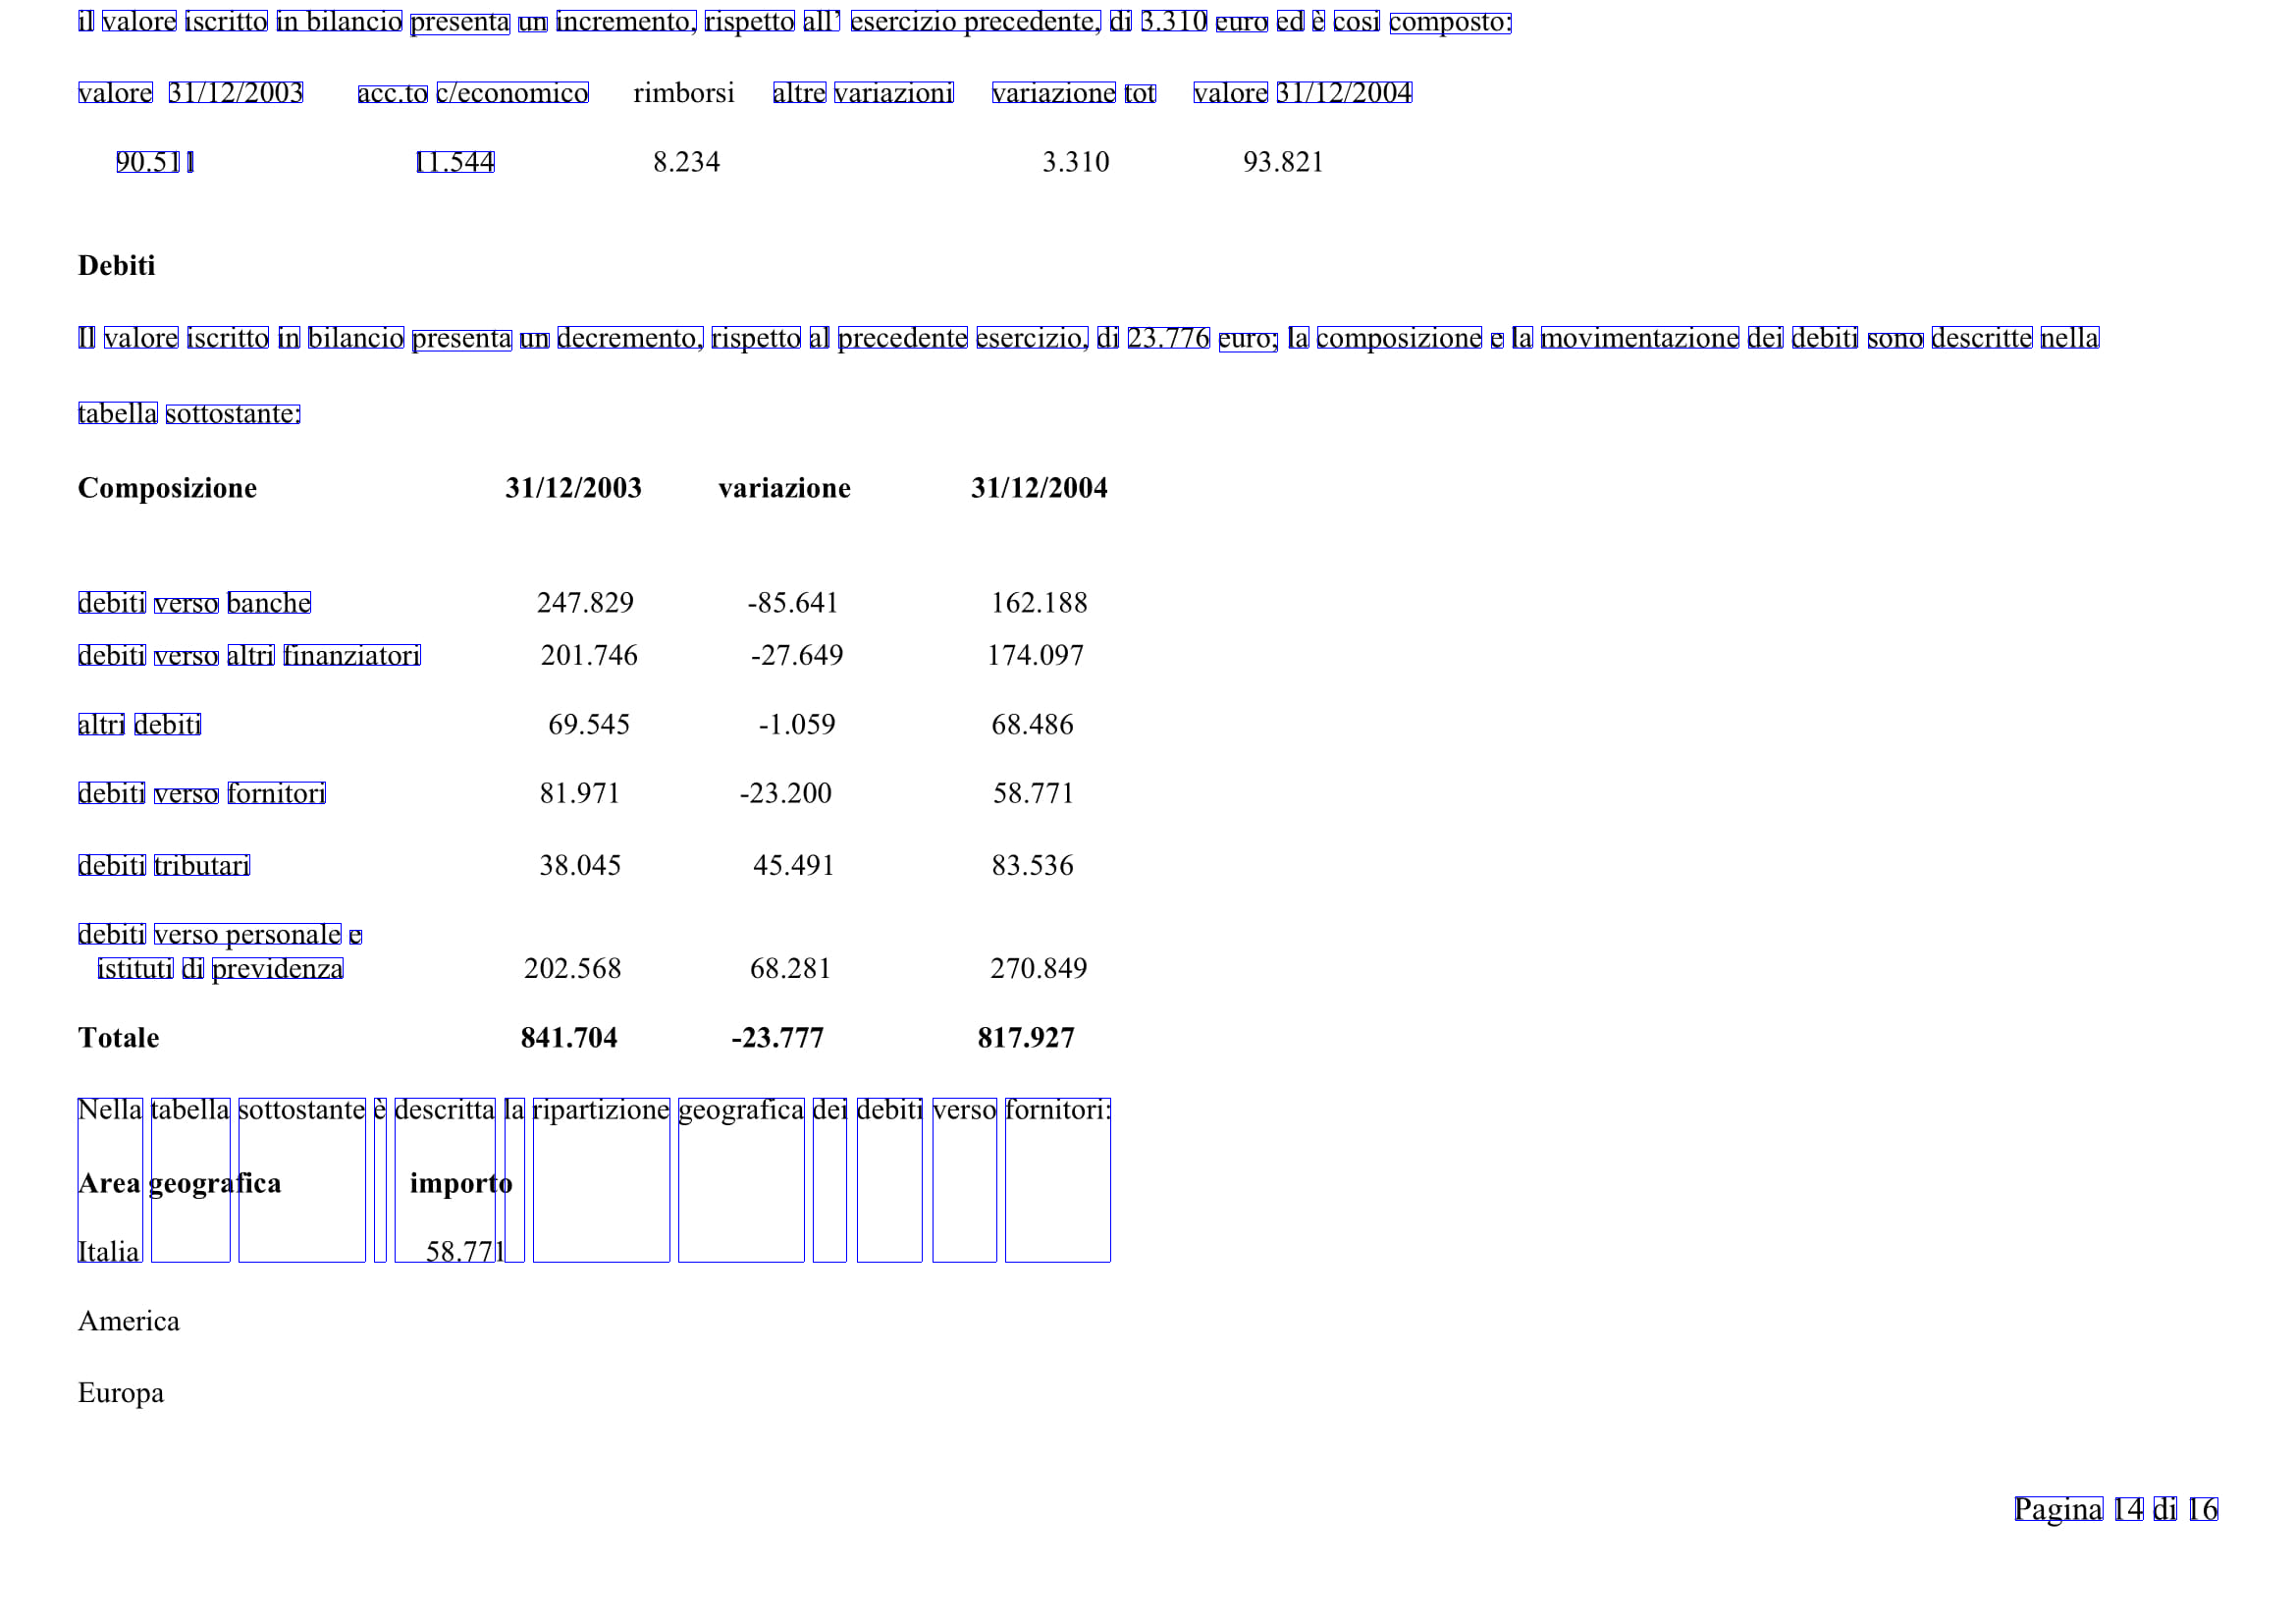 il valore iscritto in bilancio presenta un incremento, rispetto all’ esercizio precedente, di 3.310 euro ed è cosi composto:
valore 31/12/2003 acc.to c/economico rimborsi altre variazioni variazione tot valore 31/12/2004
90.511 11.544 8.234 3.310 93.821
Debiti
Il valore iscritto in bilancio presenta un decremento, rispetto al precedente esercizio, di 23.776 euro; la composizione e la movimentazione dei debiti sono descritte nella
tabella sottostante:
Composizione 31/12/2003 variazione 31/12/2004
debiti verso banche 247.829 -85.641 162.188
debiti verso altri finanziatori 201.746 -27.649 174.097
altri debiti 69.545 -1.059 68.486
debiti verso fornitori 81.971 -23.200 58.771
debiti tributari 38.045 45.491 83.536
debiti verso personale e
istituti di previdenza 202.568 68.281 270.849
Totale 841.704 -23.777 817.927
Nella tabella sottostante è descritta la ripartizione geografica dei debiti verso fornitori:
Area geografica importo
Italia 58.771
America
Europa
Pagina 14 di 16